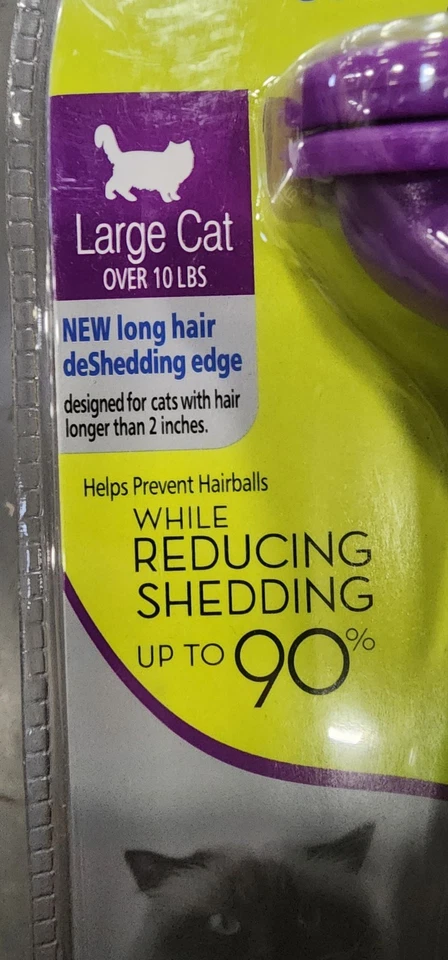 Large Cat
OVER 10 LBS
NEW long hair
deShedding edge
designed for cats with hair
longer than 2 inches.
Helps Prevent Hairballs
WHILE
REDUCING
SHEDDING
UP TO 90%